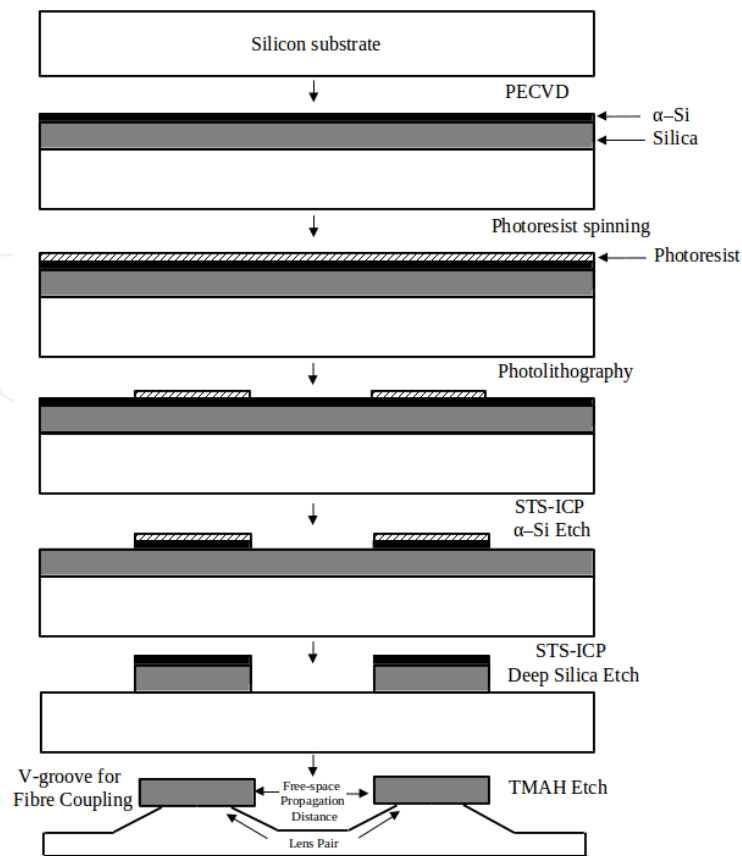 Silicon substrate
PECVD
α–Si
Silica
Photoresist spinning
Photoresist
Photolithography
STS-ICP
α–Si Etch
STS-ICP
Deep Silica Etch
V-groove for
Fibre Coupling
Free-space
Propagation
Distance
TMAH Etch
Lens Pair